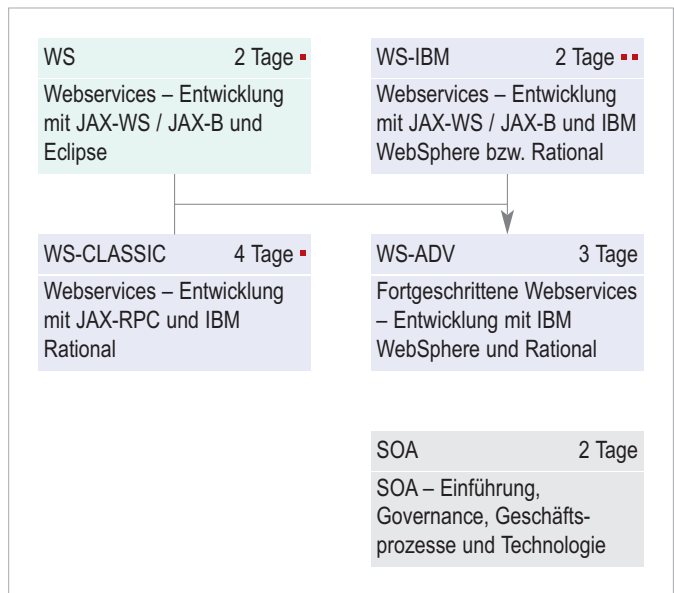 WS 2 Tage
Webservices – Entwicklung
mit JAX-WS / JAX-B und
Eclipse
WS-IBM 2 Tage
Webservices – Entwicklung
mit JAX-WS / JAX-B und IBM
WebSphere bzw. Rational
WS-CLASSIC 4 Tage
Webservices – Entwicklung
mit JAX-RPC und IBM
Rational
WS-ADV 3 Tage
Fortgeschrittene Webservices
– Entwicklung mit IBM
WebSphere und Rational
SOA 2 Tage
SOA – Einführung,
Governance, Geschäfts-
prozesse und Technologie